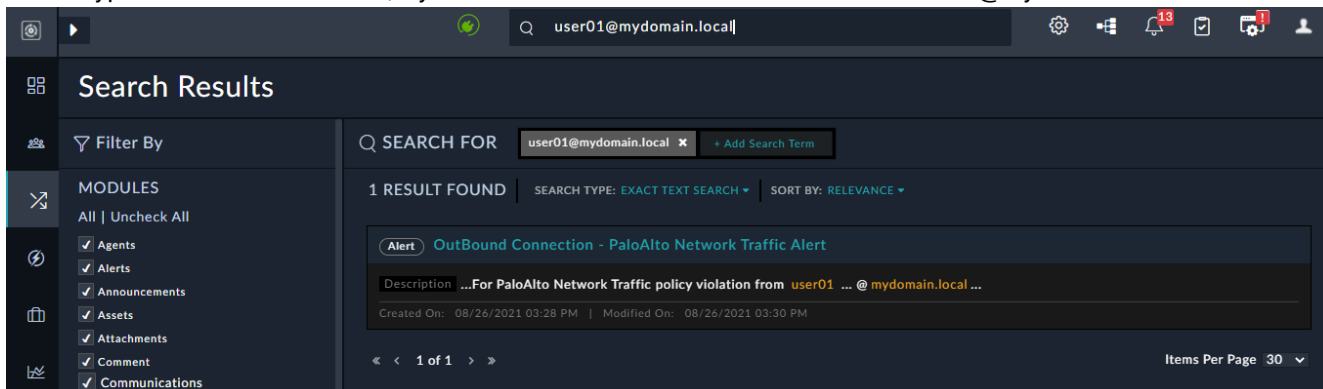 user01@mydomain.local
13
Search Results
Filter By
SEARCH FOR user01@mydomain.local × + Add Search Term
MODULES
All | Uncheck All
Agents
Alerts
Announcements
Assets
Attachments
Comment
Communications
1 RESULT FOUND SEARCH TYPE: EXACT TEXT SEARCH SORT BY: RELEVANCE
Alert OutBound Connection - PaloAlto Network Traffic Alert
Description ...For PaloAlto Network Traffic policy violation from user01 ... @ mydomain.local ...
Created On: 08/26/2021 03:28 PM | Modified On: 08/26/2021 03:30 PM
« < 1 of 1 > » Items Per Page 30